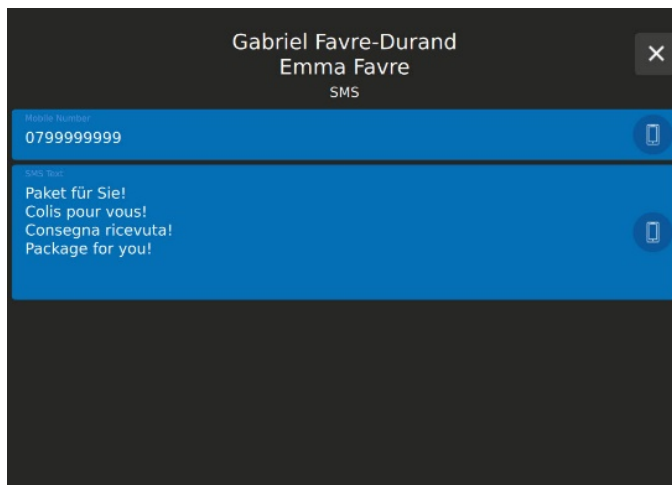 Gabriel Favre-Durand
Emma Favre
SMS
Mobile Number
0799999999
SMS Text
Paket für Sie!
Colis pour vous!
Consegna ricevuta!
Package for you!